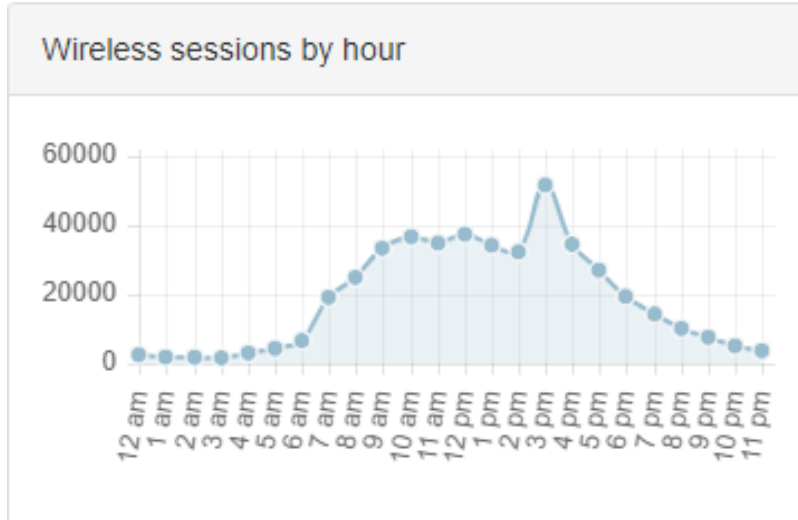 Wireless sessions by hour
60000
40000
20000
0
12 am
1 am
2 am
3 am
4 am
5 am
6 am
7 am
8 am
9 am
10 am
11 am
12 pm
1 pm
2 pm
3 pm
4 pm
5 pm
6 pm
7 pm
8 pm
9 pm
10 pm
11 pm